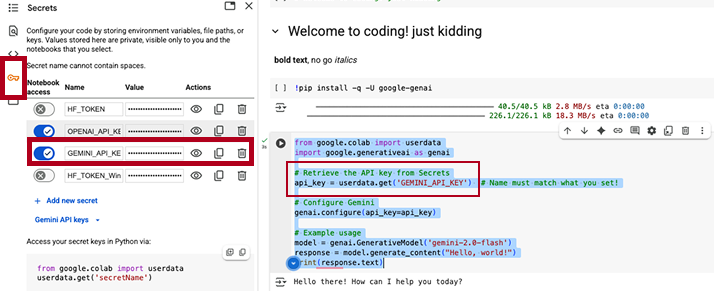 Secrets
Configure your code by storing environment variables, file paths, or
keys. Values stored here are private, visible only to you and the
notebooks that you select.
Secret name cannot contain spaces.
Notebook access Name Value Actions
HF_TOKEN
OPENAI_API_KE
GEMINI_API_KE
HF_TOKEN_Win
+ Add new secret
Gemini API keys
Access your secret keys in Python via:
from google.colab import userdata
userdata.get('secretName')
Welcome to coding! just kidding
bold text, no go italics
[ ] !pip install -q -U google-genai
40.5/40.5 kB 2.8 MB/s eta 0:00:00
226.1/226.1 kB 18.3 MB/s eta 0:00:00
from google.colab import userdata
import google.generativeai as genai
# Retrieve the API key from Secrets
api_key = userdata.get('GEMINI_API_KEY') # Name must match what you set!
# Configure Gemini
genai.configure(api_key=api_key)
# Example usage
model = genai.GenerativeModel('gemini-2.0-flash')
response = model.generate_content("Hello, world!")
print(response.text)
Hello there! How can I help you today?